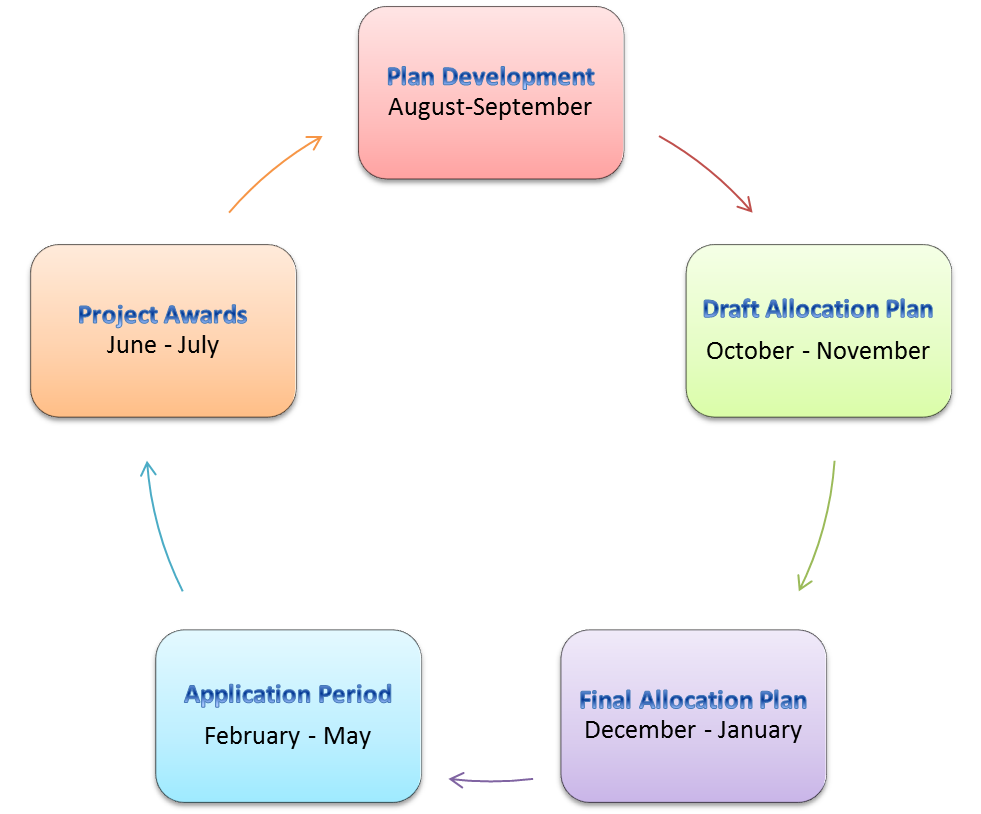 Plan Development
August-September
Draft Allocation Plan
October - November
Final Allocation Plan
December - January
Application Period
February - May
Project Awards
June - July